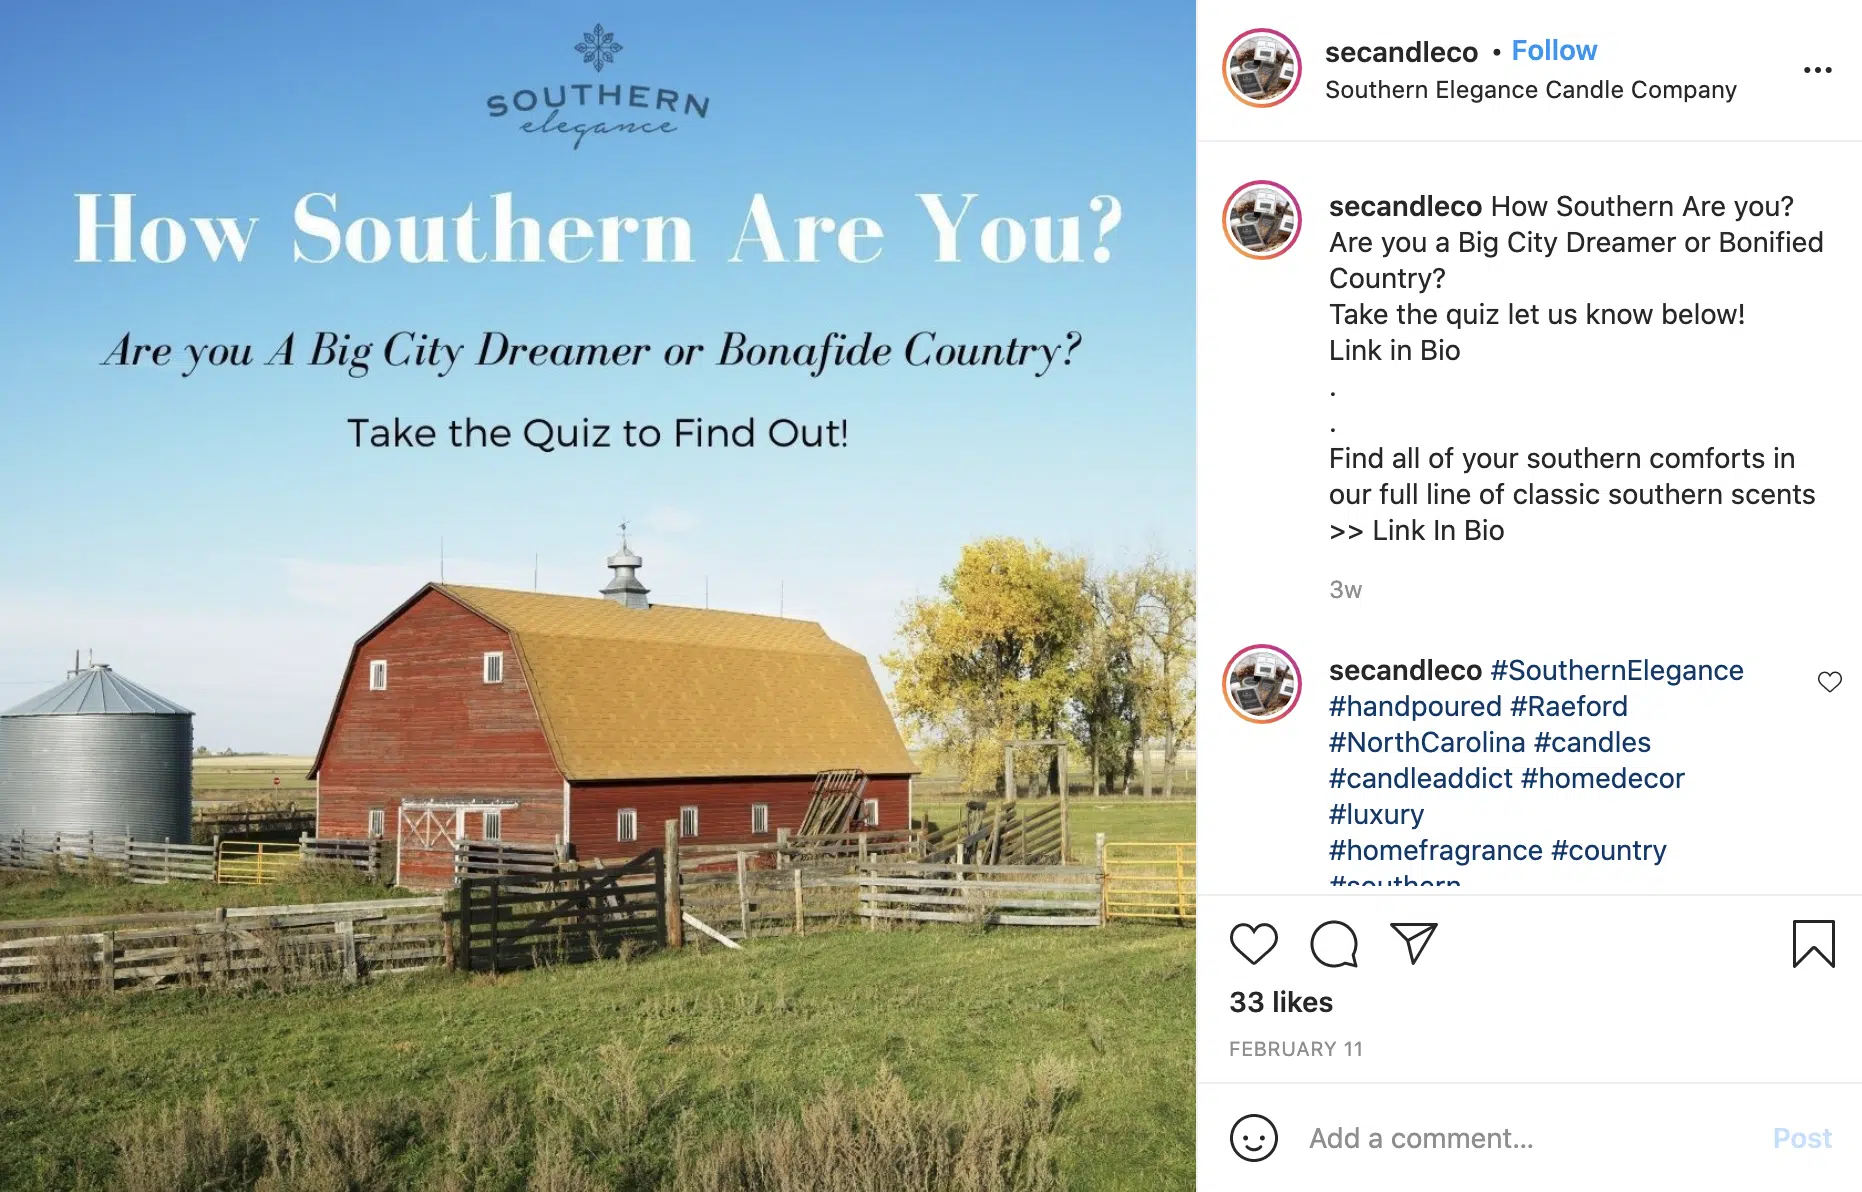 SOUTHERN
elegance
How Southern Are You?
Are you A Big City Dreamer or Bonafide Country?
Take the Quiz to Find Out!
secandleco • Follow
Southern Elegance Candle Company
secandleco How Southern Are you?
Are you a Big City Dreamer or Bonified
Country?
Take the quiz let us know below!
Link in Bio
.
.
Find all of your southern comforts in
our full line of classic southern scents
>> Link In Bio
3w
secandleco #SouthernElegance
#handpoured #Raeford
#NorthCarolina #candles
#candleaddict #homedecor
#luxury
#homefragrance #country
#southern
33 likes
FEBRUARY 11
Add a comment...
Post